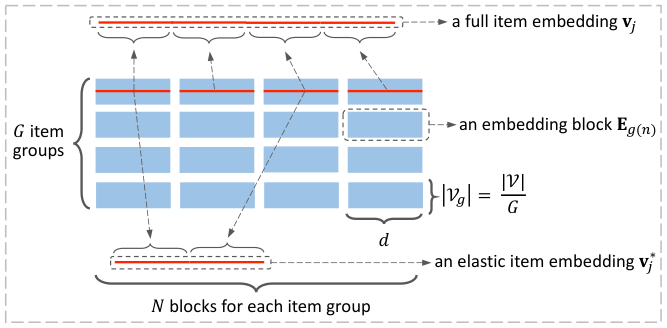 a full item embedding v_j
G item
groups
an embedding block E_{g(n)}
|𝒱_g| = |𝒱| / G
d
an elastic item embedding v_j^*
N blocks for each item group